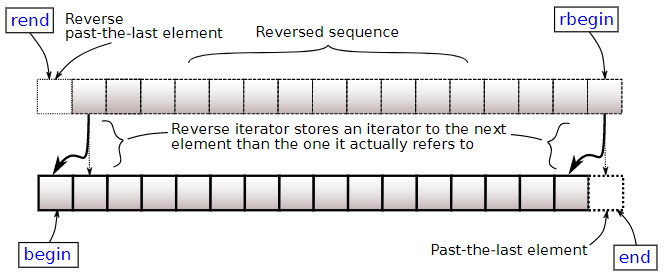 rend
Reverse
past-the-last element
Reversed sequence
rbegin
Reverse iterator stores an iterator to the next
element than the one it actually refers to
begin
Past-the-last element
end